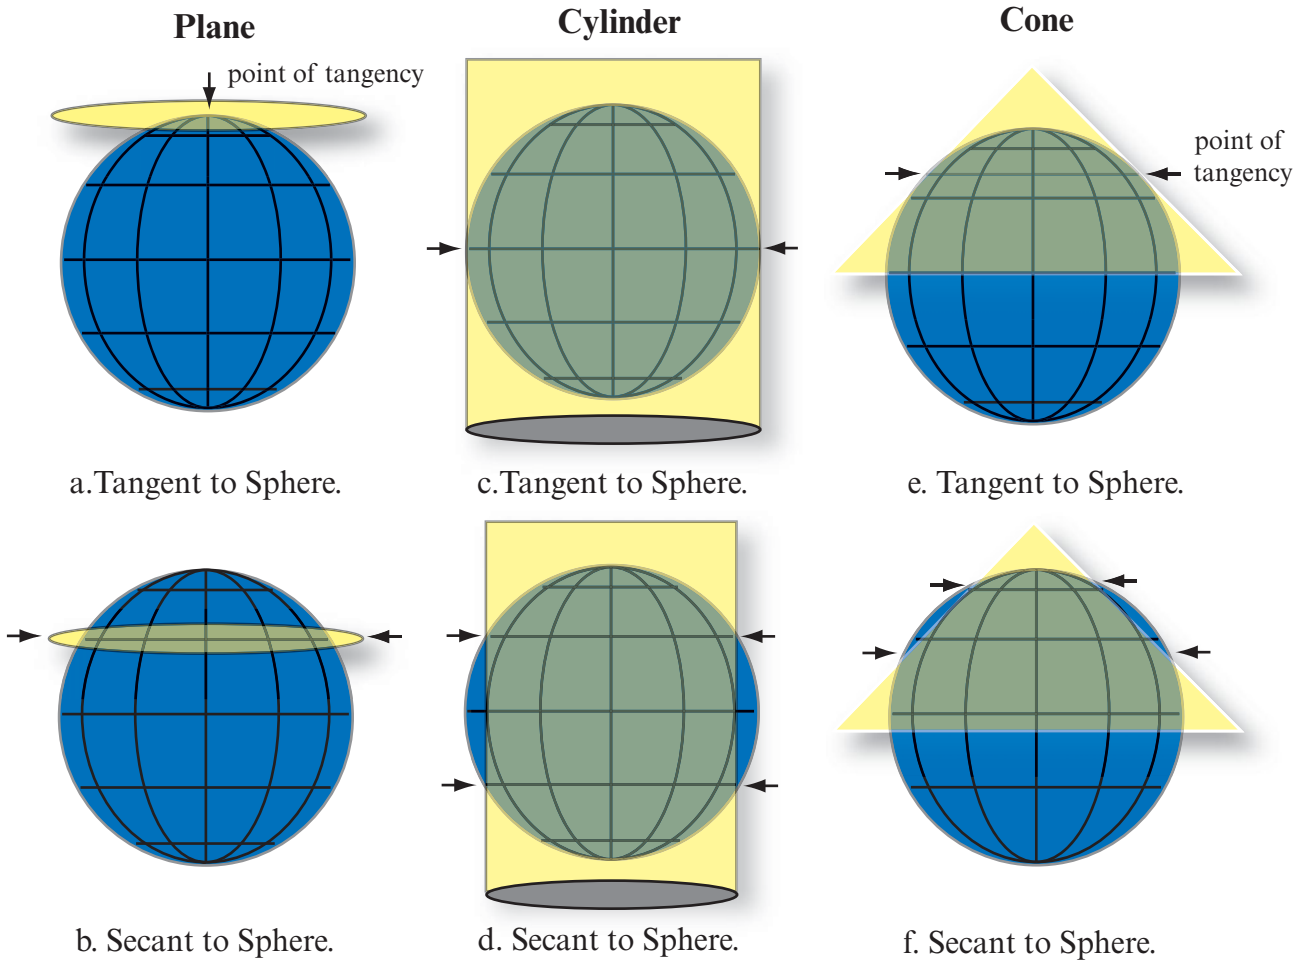 Plane
Cylinder
Cone
point of tangency
point of
tangency
a.Tangent to Sphere.
c.Tangent to Sphere.
e. Tangent to Sphere.
b. Secant to Sphere.
d. Secant to Sphere.
f. Secant to Sphere.